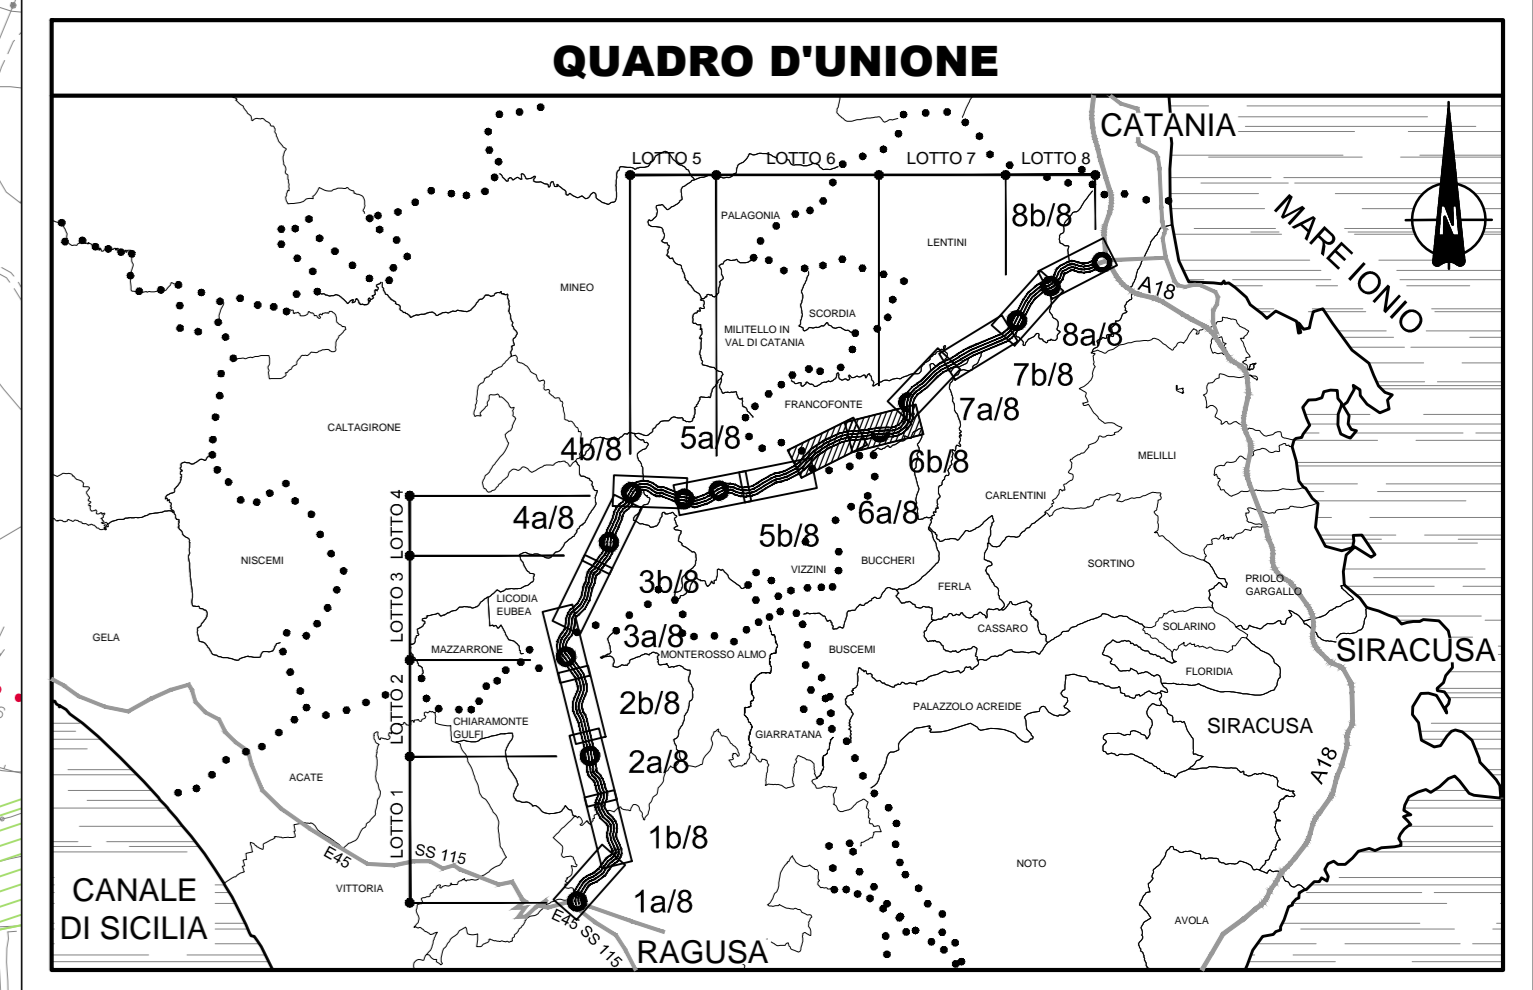 QUADRO D'UNIONE
CATANIA
LOTTO 5
LOTTO 6
LOTTO 7
LOTTO 8
N
MARE IONIO
PALAGONIA
8b/8
LENTINI
MINEO
A18
SCORDIA
MILITELLO IN
VAL DI CATANIA
8a/8
7b/8
FRANCOFONTE
7a/8
CALTAGIRONE
5a/8
4b/8
6b/8
MELILLI
CARLENTINI
LOTTO 4
4a/8
6a/8
5b/8
NISCEMI
VIZZINI
BUCCHERI
SORTINO
FERLA
PRIOLO
GARGALLO
LOTTO 3
3b/8
LICODIA
EUBEA
GELA
3a/8
CASSARO
SOLARINO
MAZZARRONE
MONTEROSSO ALMO
BUSCEMI
SIRACUSA
FLORIDIA
LOTTO 2
2b/8
PALAZZOLO ACREIDE
CHIARAMONTE
GULFI
GIARRATANA
SIRACUSA
2a/8
ACATE
A18
LOTTO 1
1b/8
E45
SS 115
NOTO
VITTORIA
CANALE
DI SICILIA
1a/8
E45 SS 115
AVOLA
RAGUSA